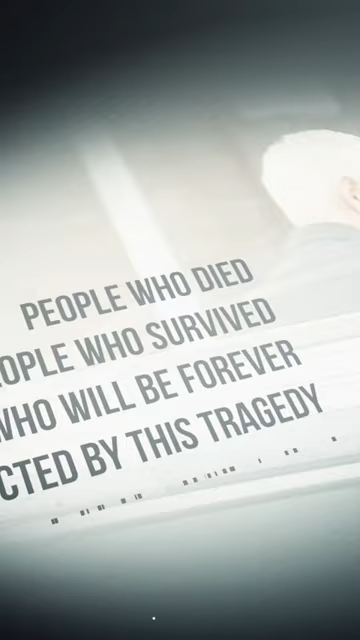 PEOPLE WHO DIED
OPLE WHO SURVIVED
WHO WILL BE FOREVER
CTED BY THIS TRAGEDY